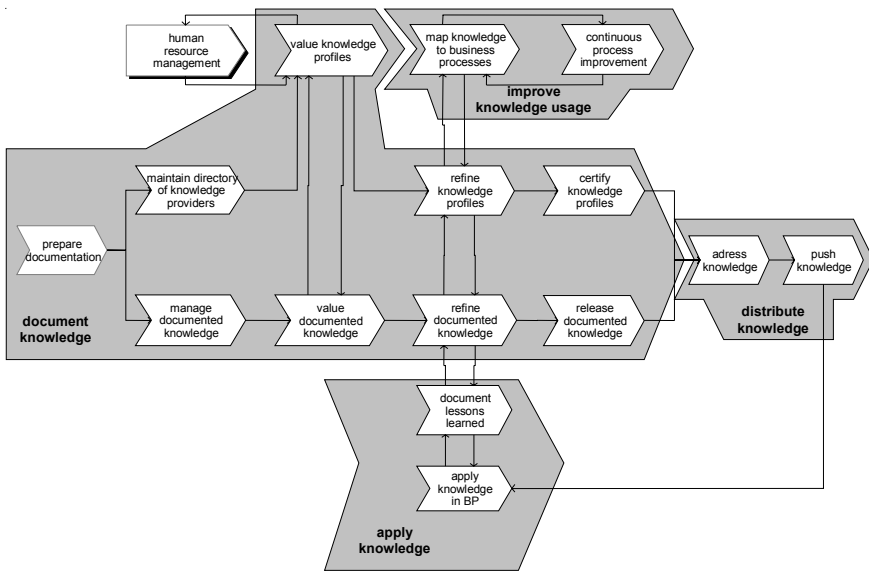 human
resource
management
value knowledge
profiles
map knowledge
to business
processes
continuous
process
improvement
improve
knowledge usage
maintain directory
of knowledge
providers
refine
knowledge
profiles
certify
knowledge
profiles
prepare
documentation
adress
knowledge
push
knowledge
manage
documented
knowledge
value
documented
knowledge
refine
documented
knowledge
release
documented
knowledge
document
knowledge
distribute
knowledge
document
lessons
learned
apply
knowledge
in BP
apply
knowledge